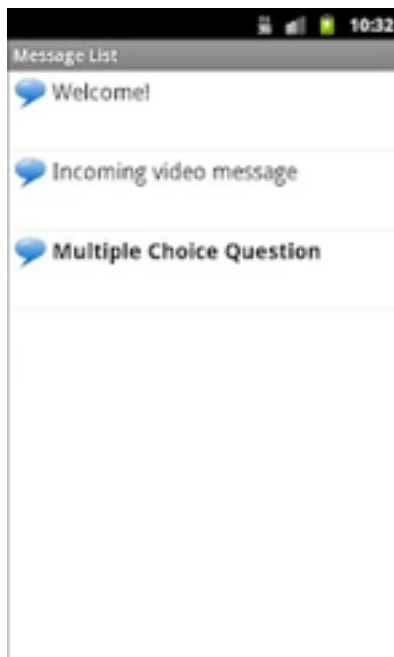 10:32
Message List
Welcome!
Incoming video message
Multiple Choice Question